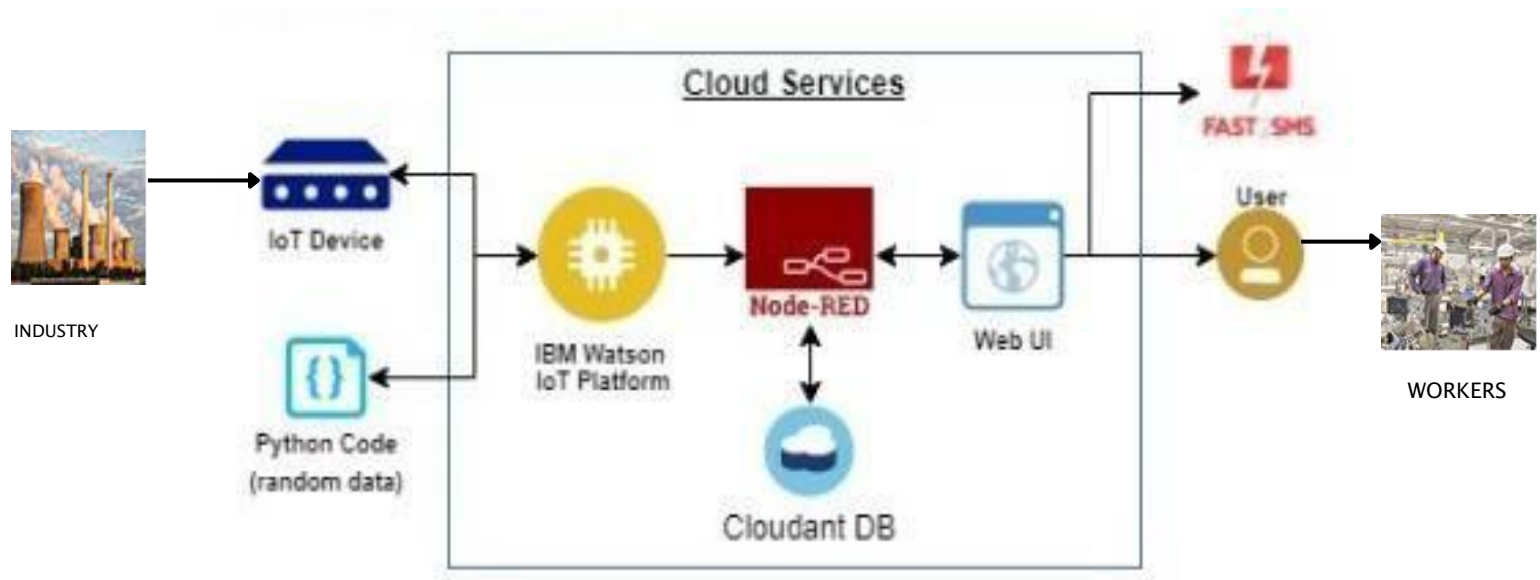 Cloud Services
FAST 2 SMS
User
IoT Device
INDUSTRY
Node-RED
IBM Watson
IoT Platform
Web UI
WORKERS
Python Code
(random data)
Cloudant DB